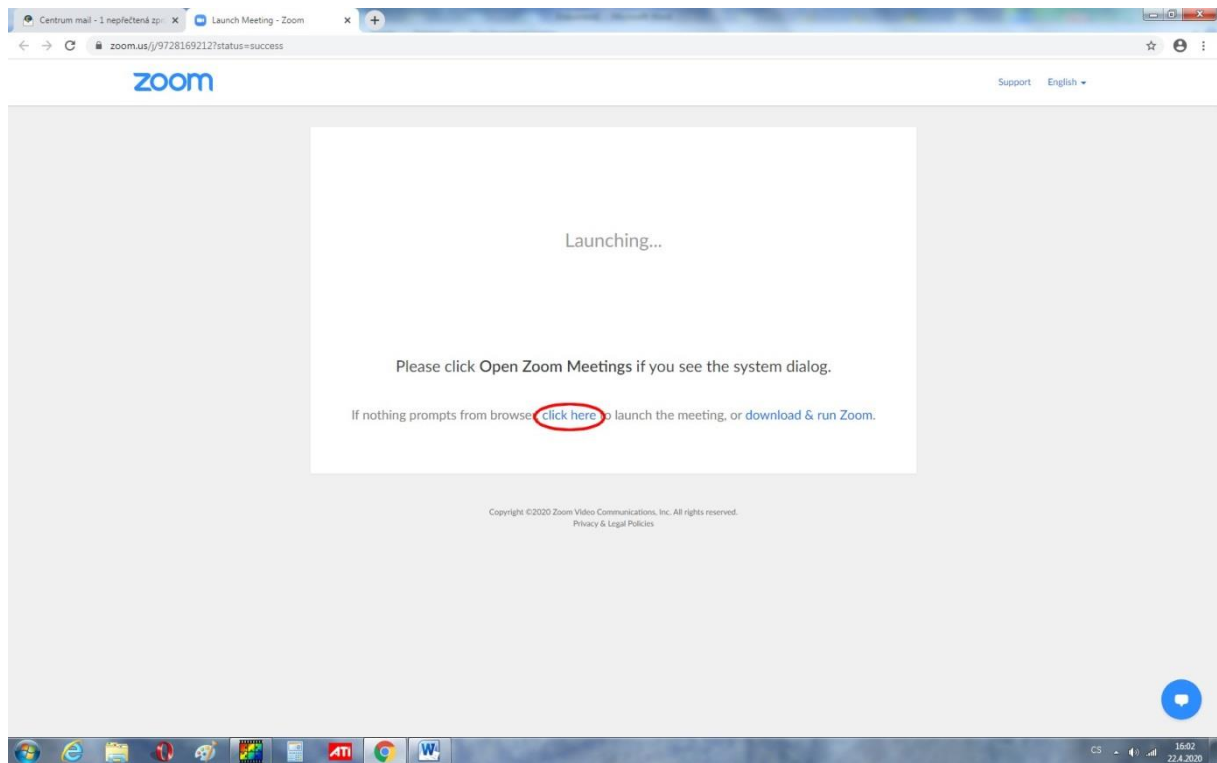 Centrum mail - 1 nepřečtená zpr
Launch Meeting - Zoom
zoom.us/j/9728169212?status=success
zoom
Support
English
Launching...
Please click Open Zoom Meetings if you see the system dialog.
If nothing prompts from browser, click here to launch the meeting, or download & run Zoom.
Copyright ©2020 Zoom Video Communications, Inc. All rights reserved.
Privacy & Legal Policies
ATI
W
CS
16:02
22.4.2020